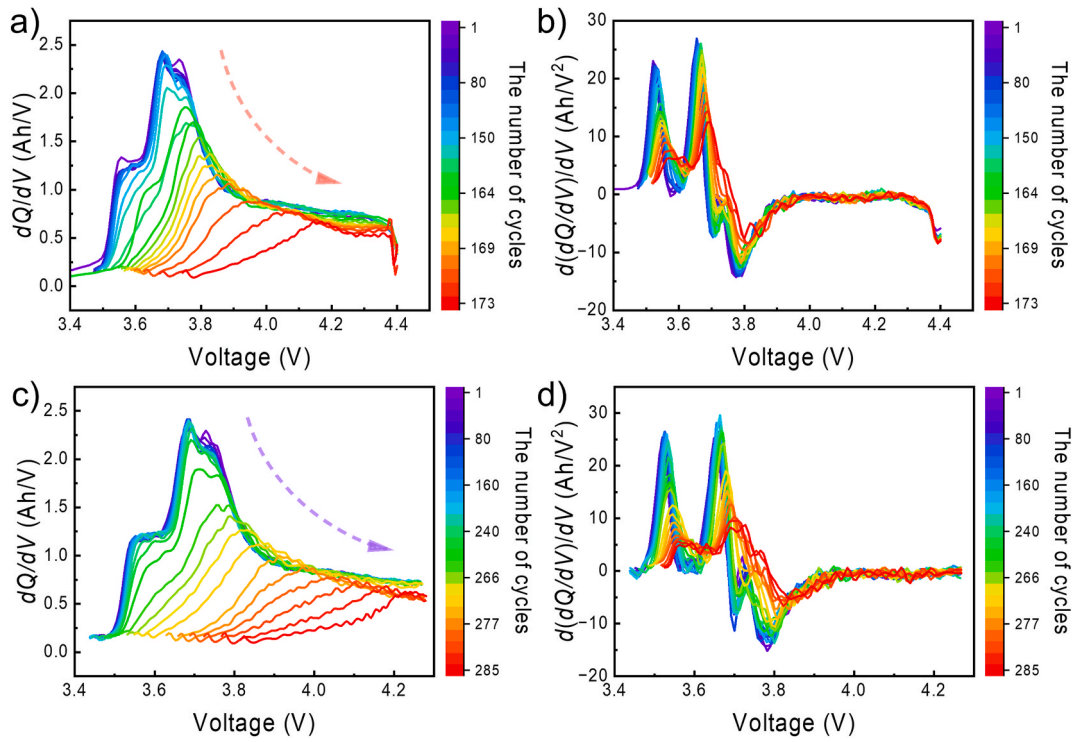 a)
dQ/dV (Ah/V)
2.5
2.0
1.5
1.0
0.5
0.0
3.4 3.6 3.8 4.0 4.2 4.4
Voltage (V)
1
80
150
164
169
173
The number of cycles
b)
d(dQ/dV)/dV (Ah/V²)
30
20
10
0
−10
−20
3.4 3.6 3.8 4.0 4.2 4.4
Voltage (V)
1
80
150
164
169
173
The number of cycles
c)
dQ/dV (Ah/V)
2.5
2.0
1.5
1.0
0.5
0.0
3.4 3.6 3.8 4.0 4.2
Voltage (V)
1
80
160
240
266
277
285
The number of cycles
d)
d(dQ/dV)/dV (Ah/V²)
30
20
10
0
−10
−20
3.4 3.6 3.8 4.0 4.2
Voltage (V)
1
80
160
240
266
277
285
The number of cycles